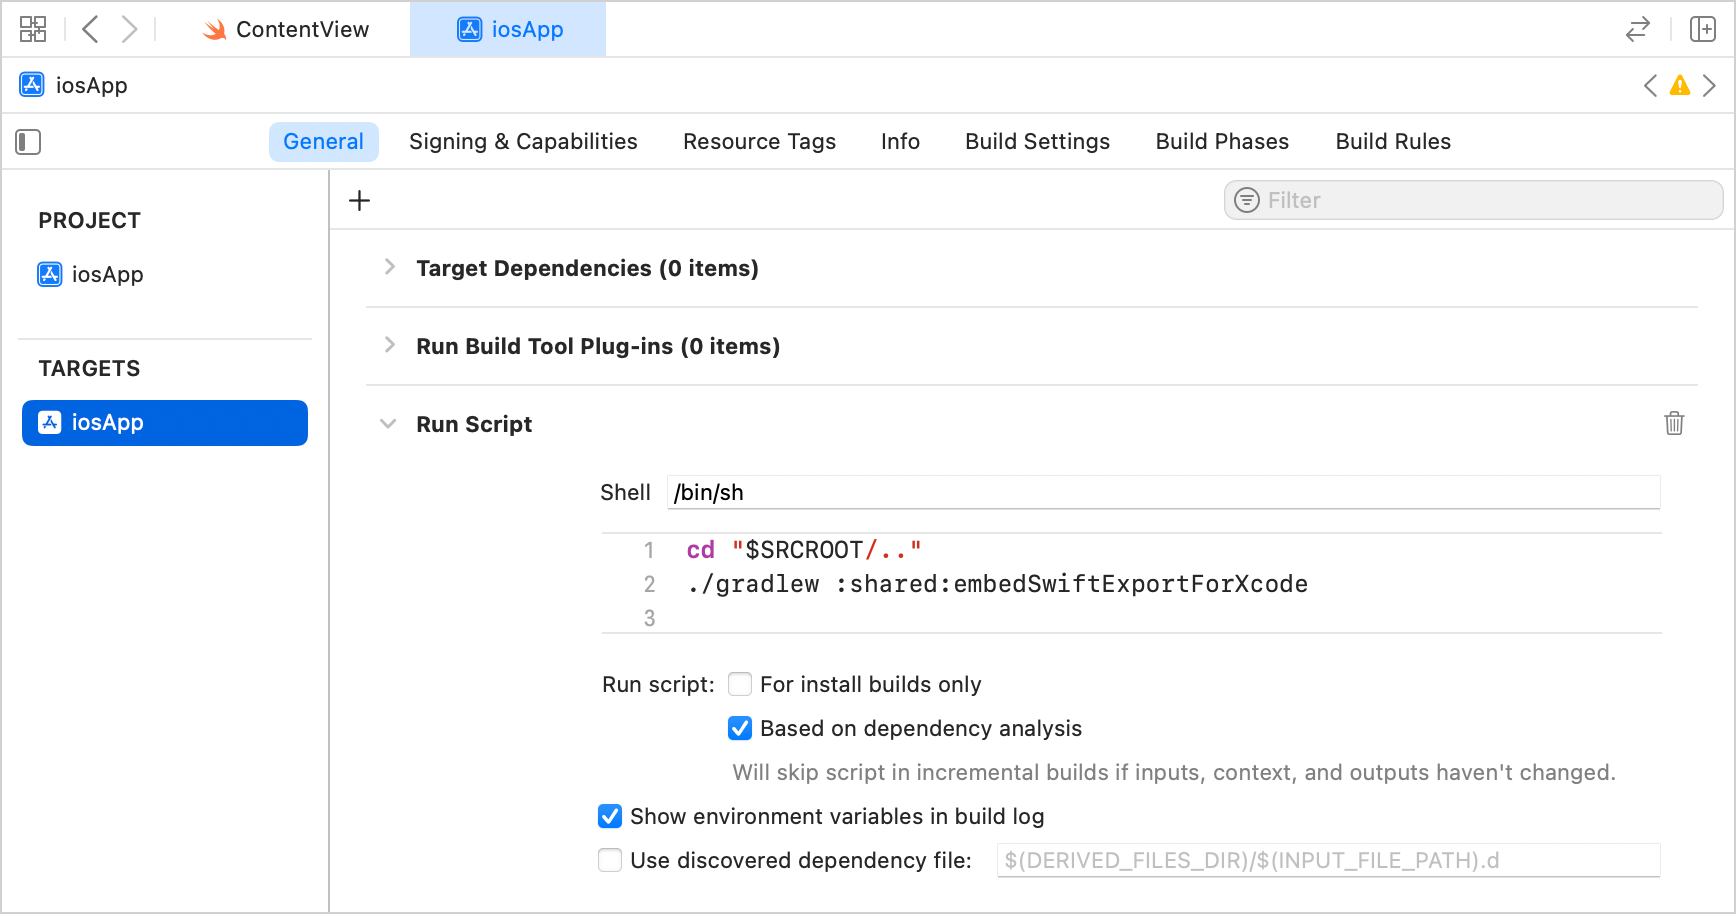 ContentView
iosApp
iosApp
General Signing & Capabilities Resource Tags Info Build Settings Build Phases Build Rules
PROJECT
iosApp
TARGETS
iosApp
Filter
Target Dependencies (0 items)
Run Build Tool Plug-ins (0 items)
Run Script
Shell /bin/sh
1 cd "$SRCROOT/.."
2 ./gradlew :shared:embedSwiftExportForXcode
3
Run script: For install builds only
Based on dependency analysis
Will skip script in incremental builds if inputs, context, and outputs haven't changed.
Show environment variables in build log
Use discovered dependency file: $(DERIVED_FILES_DIR)/$(INPUT_FILE_PATH).d